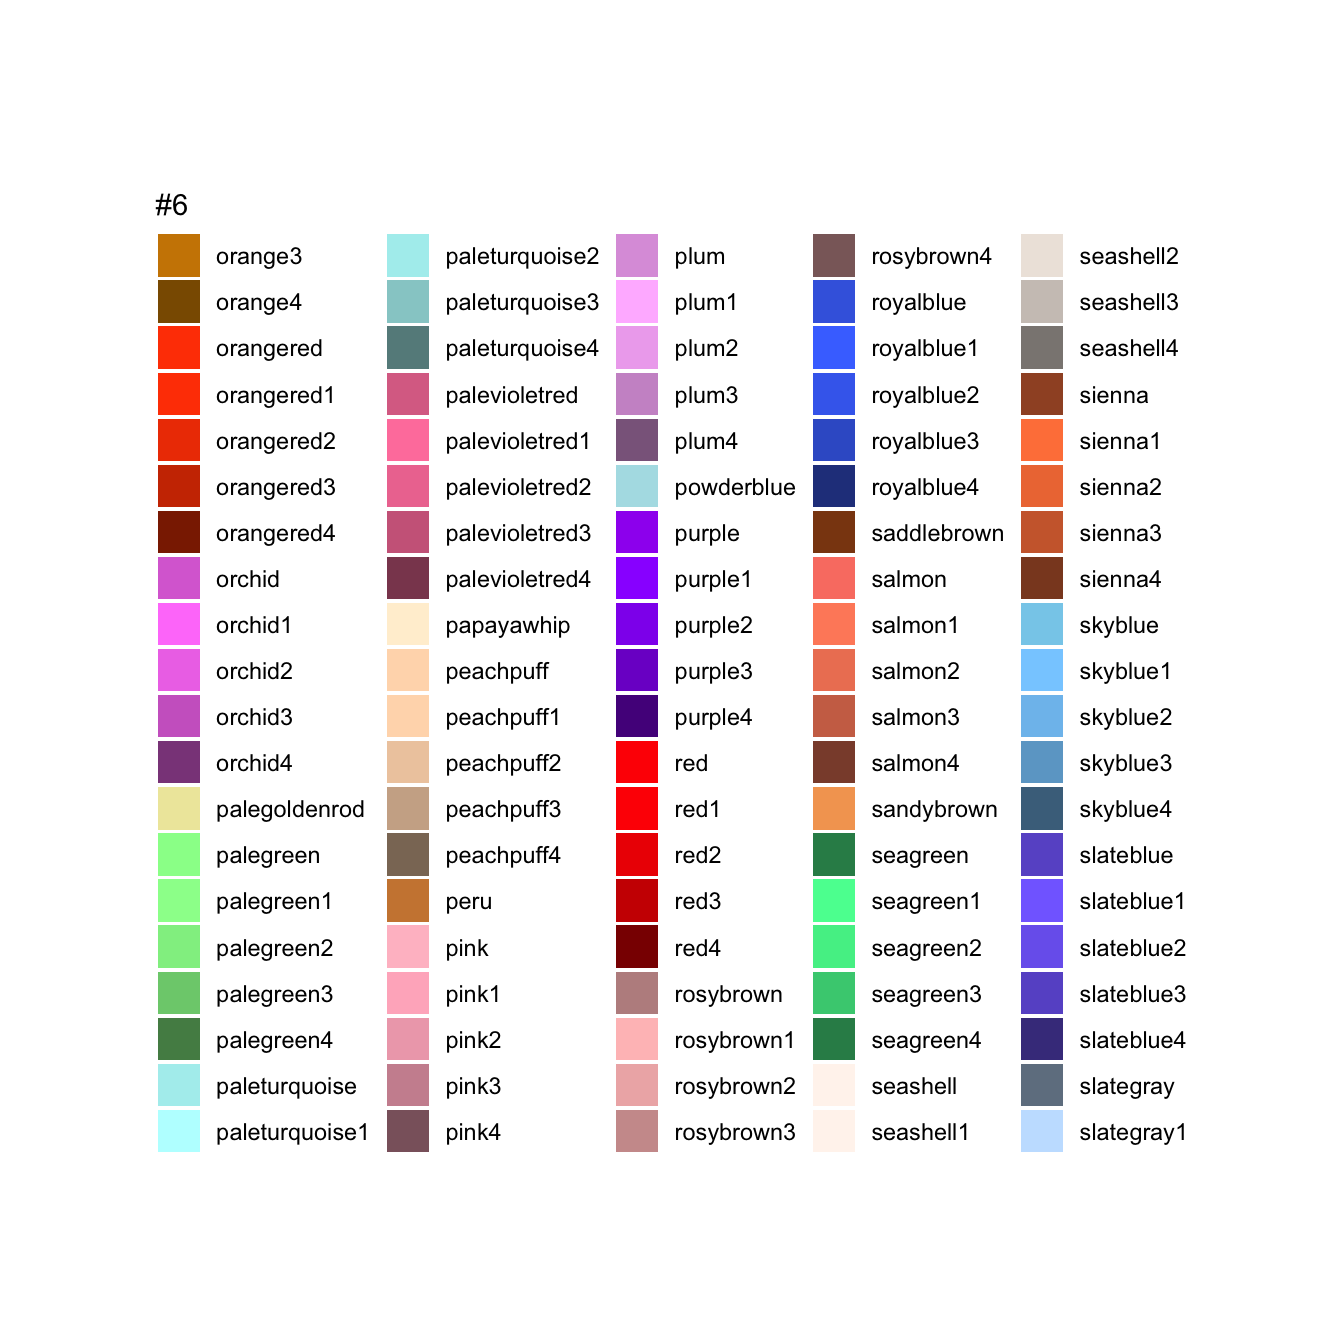 #6
orange3
orange4
orangered
orangered1
orangered2
orangered3
orangered4
orchid
orchid1
orchid2
orchid3
orchid4
palegoldenrod
palegreen
palegreen1
palegreen2
palegreen3
palegreen4
paleturquoise
paleturquoise1
paleturquoise2
paleturquoise3
paleturquoise4
palevioletred
palevioletred1
palevioletred2
palevioletred3
palevioletred4
papayawhip
peachpuff
peachpuff1
peachpuff2
peachpuff3
peachpuff4
peru
pink
pink1
pink2
pink3
pink4
plum
plum1
plum2
plum3
plum4
powderblue
purple
purple1
purple2
purple3
purple4
red
red1
red2
red3
red4
rosybrown
rosybrown1
rosybrown2
rosybrown3
rosybrown4
royalblue
royalblue1
royalblue2
royalblue3
royalblue4
saddlebrown
salmon
salmon1
salmon2
salmon3
salmon4
sandybrown
seagreen
seagreen1
seagreen2
seagreen3
seagreen4
seashell
seashell1
seashell2
seashell3
seashell4
sienna
sienna1
sienna2
sienna3
sienna4
skyblue
skyblue1
skyblue2
skyblue3
skyblue4
slateblue
slateblue1
slateblue2
slateblue3
slateblue4
slategray
slategray1